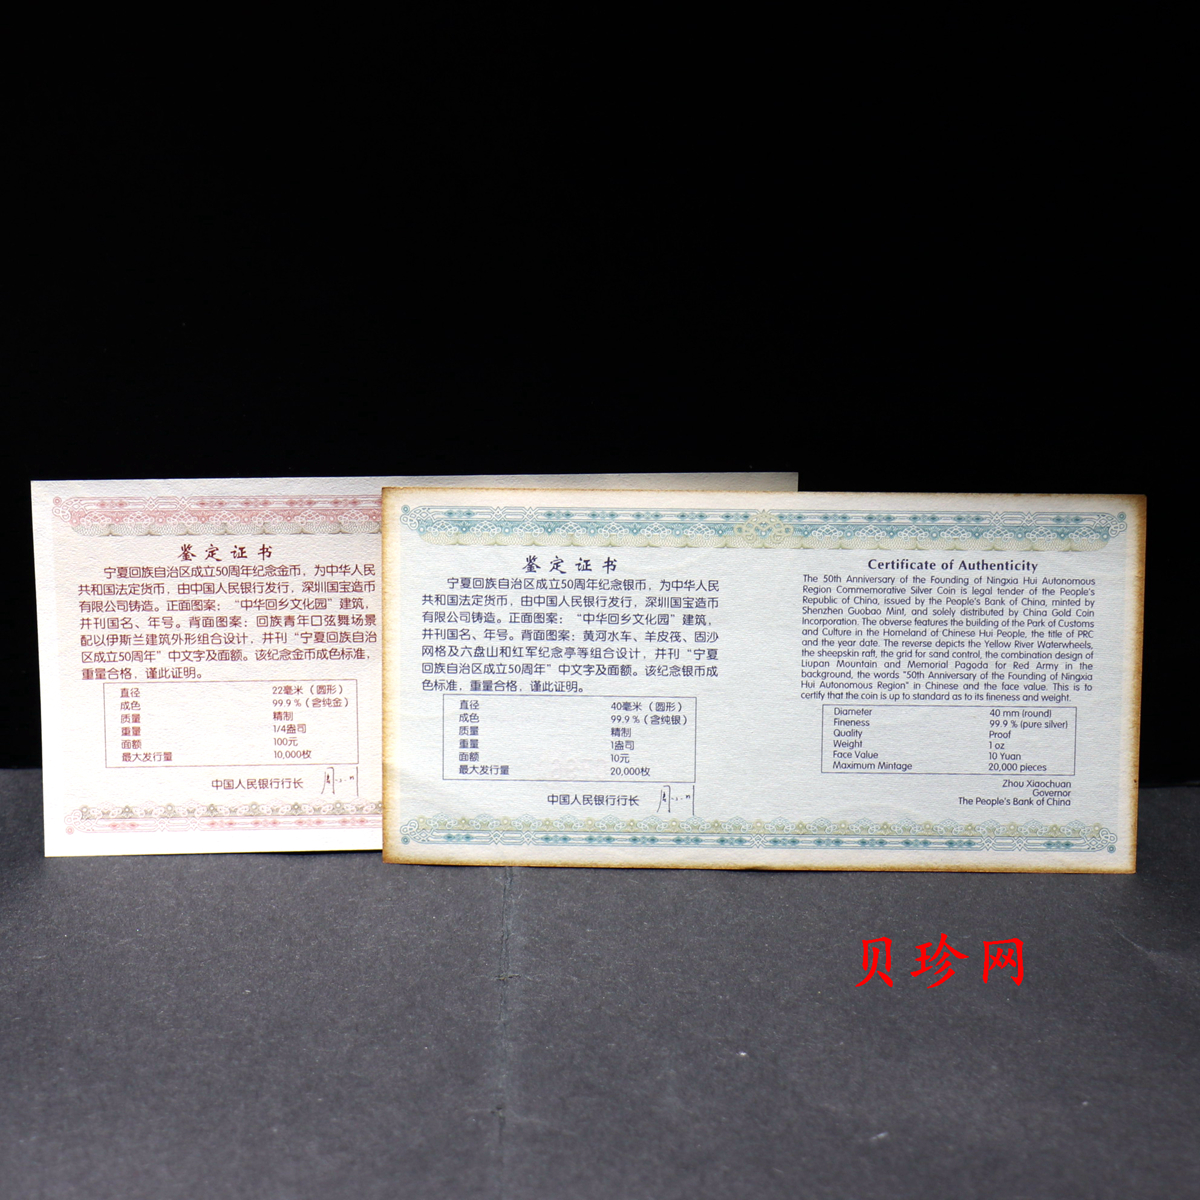 鉴定证书
宁夏回族自治区成立50周年纪念金币，为中华人民
共和国法定货币，由中国人民银行发行，深圳国宝造币
有限公司铸造。正面图案：“中华回乡文化园”建筑，
并刊国名、年号。背面图案：回族青年口弦舞场景
配以伊斯兰建筑外形组合设计，并刊“宁夏回族自治
区成立50周年”中文字及面额。该纪念金币成色标准，
重量合格，谨此证明。
直径 22毫米（圆形）
成色 99.9％（含纯金）
质量 精制
重量 1/4盎司
面额 100元
最大发行量 10,000枚
中国人民银行行长
鉴定证书
宁夏回族自治区成立50周年纪念银币，为中华人民
共和国法定货币，由中国人民银行发行，深圳国宝造币
有限公司铸造。正面图案：“中华回乡文化园”建筑，
并刊国名、年号。背面图案：黄河水车、羊皮筏、固沙
网格及六盘山和红军纪念亭等组合设计，并刊“宁夏
回族自治区成立50周年”中文字及面额。该纪念银币成
色标准，重量合格，谨此证明。
直径 40毫米（圆形）
成色 99.9％（含纯银）
质量 精制
重量 1盎司
面额 10元
最大发行量 20,000枚
中国人民银行行长
Certificate of Authenticity
The 50th Anniversary of the Founding of Ningxia Hui Autonomous
Region Commemorative Silver Coin is legal tender of the People's
Republic of China, issued by the People's Bank of China, minted by
Shenzhen Guobao Mint, and solely distributed by China Gold Coin
Incorporation. The obverse features the building of the Park of Customs
and Culture in the Homeland of Chinese Hui People, the title of PRC
and the year date. The reverse depicts the Yellow River Waterwheels,
the sheepskin raft, the grid for sand control, the combination design of
Liupan Mountain and Memorial Pagoda for Red Army in the
background, the words "50th Anniversary of the Founding of Ningxia
Hui Autonomous Region" in Chinese and the face value. This is to
certify that the coin is up to standard as to its fineness and weight.
Diameter 40 mm (round)
Fineness 99.9 % (pure silver)
Quality Proof
Weight 1 oz
Face Value 10 Yuan
Maximum Mintage 20,000 pieces
Zhou Xiaochuan
Governor
The People's Bank of China
贝珍网